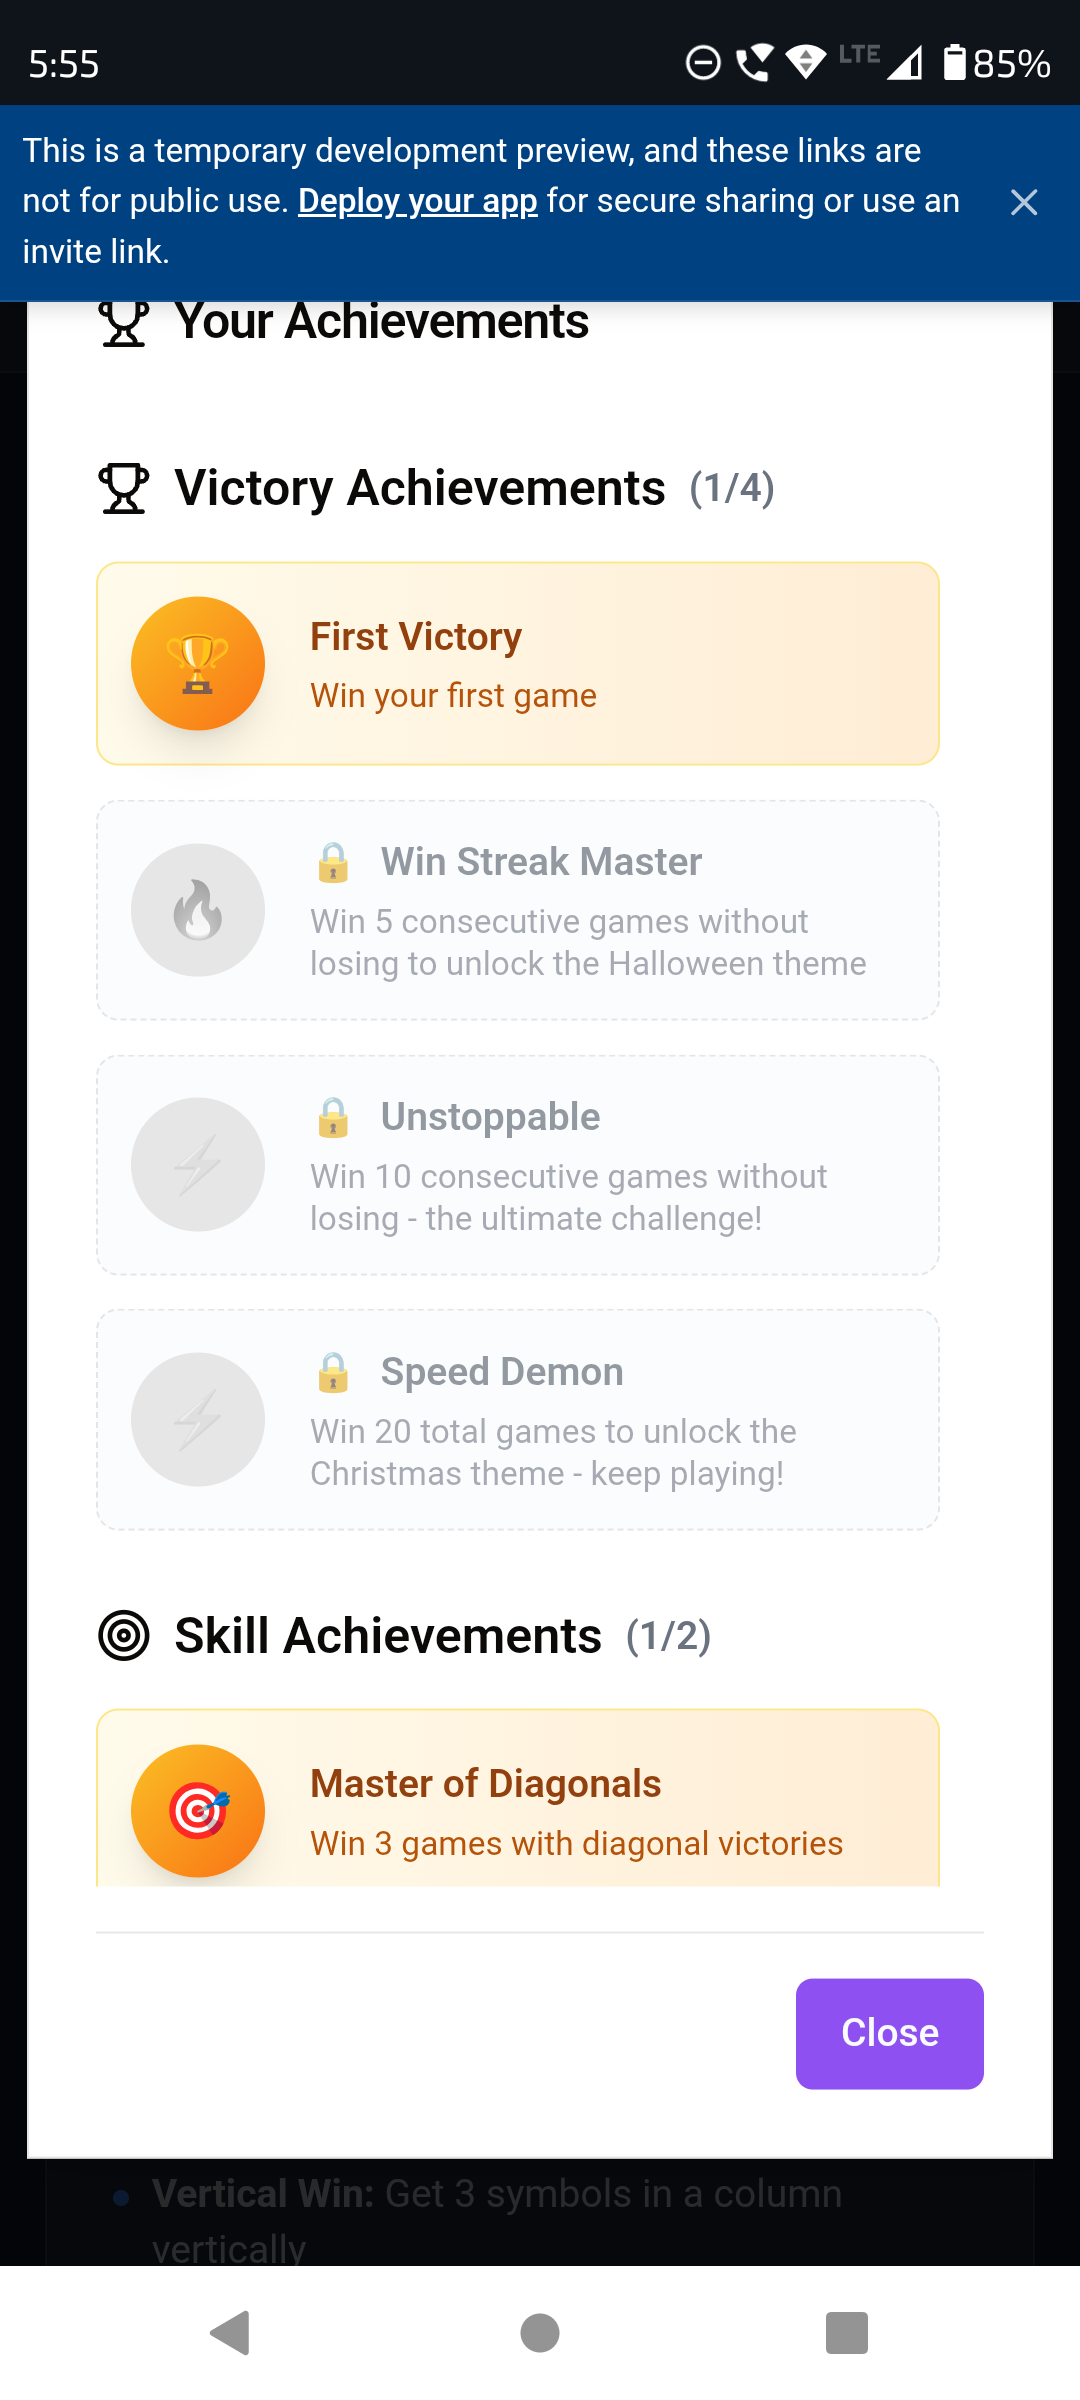 5:55
LTE
85%
This is a temporary development preview, and these links are
not for public use. Deploy your app for secure sharing or use an
invite link.
Your Achievements
Victory Achievements (1/4)
First Victory
Win your first game
Win Streak Master
Win 5 consecutive games without
losing to unlock the Halloween theme
Unstoppable
Win 10 consecutive games without
losing - the ultimate challenge!
Speed Demon
Win 20 total games to unlock the
Christmas theme - keep playing!
Skill Achievements (1/2)
Master of Diagonals
Win 3 games with diagonal victories
Close
Vertical Win: Get 3 symbols in a column
vertically